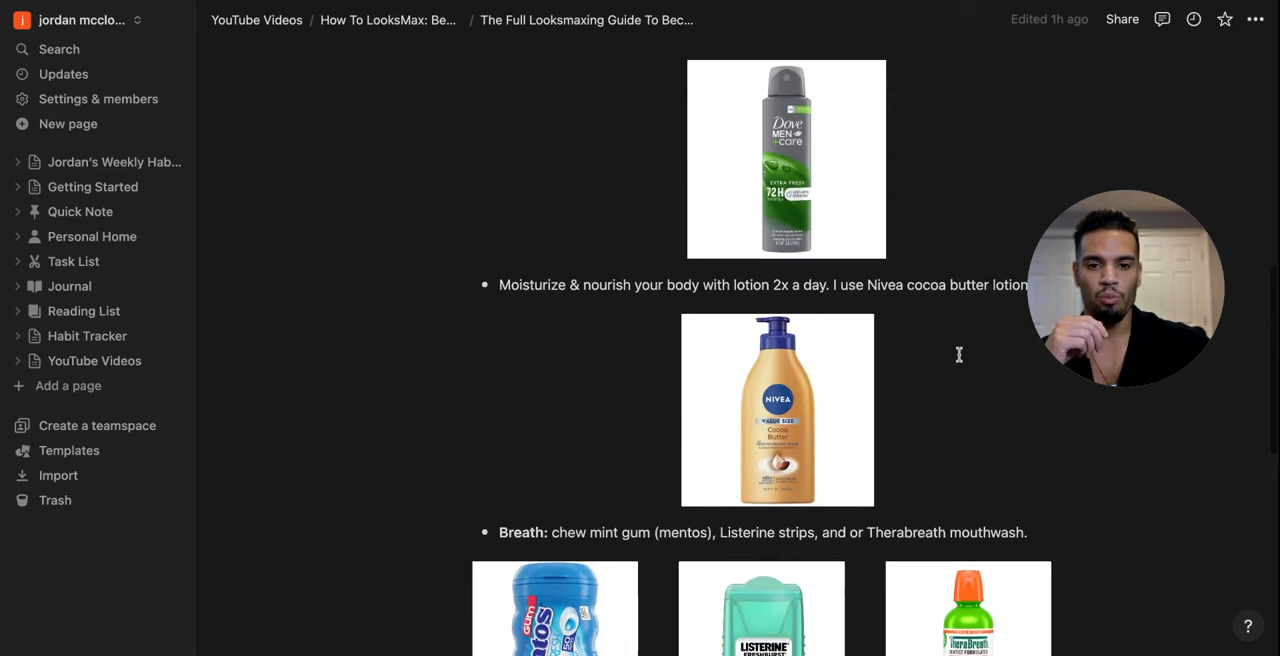 j jordan mcclo...
YouTube Videos / How To LooksMax: Be... / The Full Looksmaxing Guide To Bec...
Edited 1h ago Share
Search
Updates
Settings & members
New page
Jordan's Weekly Hab...
Getting Started
Quick Note
Personal Home
Task List
Journal
Reading List
Habit Tracker
YouTube Videos
Add a page
Create a teamspace
Templates
Import
Trash
Dove
MEN
+care
EXTRA FRESH
72H
• Moisturize & nourish your body with lotion 2x a day. I use Nivea cocoa butter lotion
NIVEA
VALUE SIZE
Cocoa
Butter
• Breath: chew mint gum (mentos), Listerine strips, and or Therabreath mouthwash.
GUM
LISTERINE
FRESHBURST
TheraBreath
?